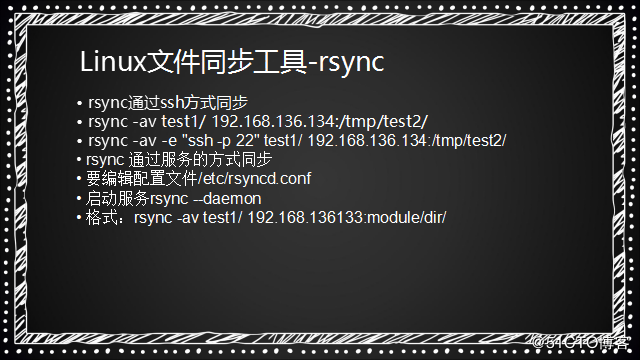 Linux文件同步工具-rsync
• rsync通过ssh方式同步
• rsync -av test1/ 192.168.136.134:/tmp/test2/
• rsync -av -e "ssh -p 22" test1/ 192.168.136.134:/tmp/test2/
• rsync 通过服务的方式同步
• 要编辑配置文件/etc/rsyncd.conf
• 启动服务rsync --daemon
• 格式：rsync -av test1/ 192.168.136133:module/dir/
@51CTO博客